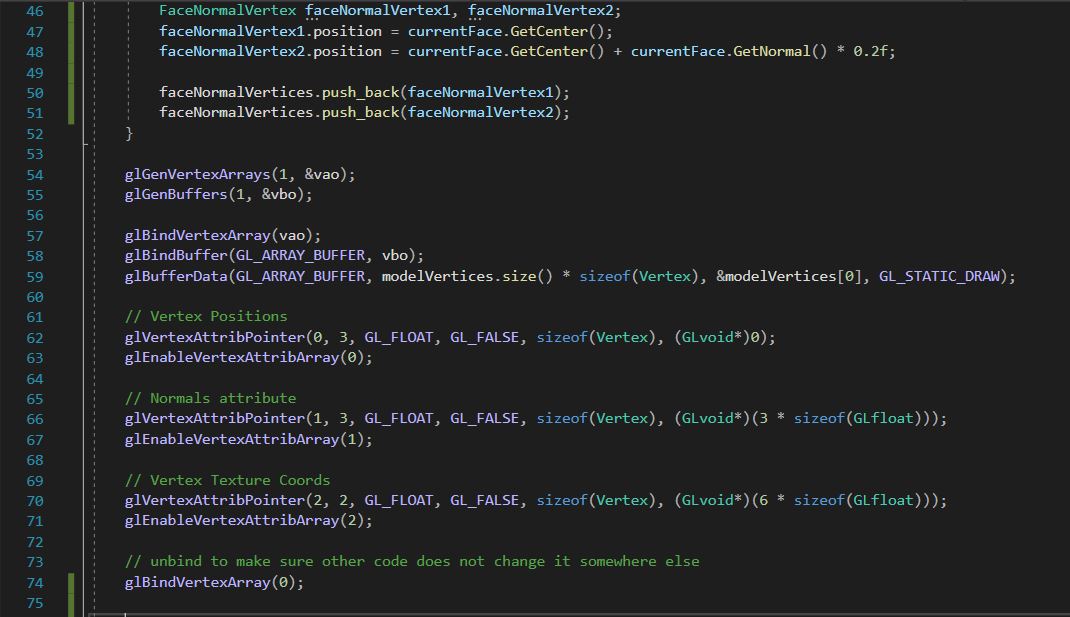 46 FaceNormalVertex faceNormalVertex1, faceNormalVertex2;
47 faceNormalVertex1.position = currentFace.GetCenter();
48 faceNormalVertex2.position = currentFace.GetCenter() + currentFace.GetNormal() * 0.2f;
49
50 faceNormalVertices.push_back(faceNormalVertex1);
51 faceNormalVertices.push_back(faceNormalVertex2);
52 }
53
54 glGenVertexArrays(1, &vao);
55 glGenBuffers(1, &vbo);
56
57 glBindVertexArray(vao);
58 glBindBuffer(GL_ARRAY_BUFFER, vbo);
59 glBufferData(GL_ARRAY_BUFFER, modelVertices.size() * sizeof(Vertex), &modelVertices[0], GL_STATIC_DRAW);
60
61 // Vertex Positions
62 glVertexAttribPointer(0, 3, GL_FLOAT, GL_FALSE, sizeof(Vertex), (GLvoid*)0);
63 glEnableVertexAttribArray(0);
64
65 // Normals attribute
66 glVertexAttribPointer(1, 3, GL_FLOAT, GL_FALSE, sizeof(Vertex), (GLvoid*)(3 * sizeof(GLfloat)));
67 glEnableVertexAttribArray(1);
68
69 // Vertex Texture Coords
70 glVertexAttribPointer(2, 2, GL_FLOAT, GL_FALSE, sizeof(Vertex), (GLvoid*)(6 * sizeof(GLfloat)));
71 glEnableVertexAttribArray(2);
72
73 // unbind to make sure other code does not change it somewhere else
74 glBindVertexArray(0);
75